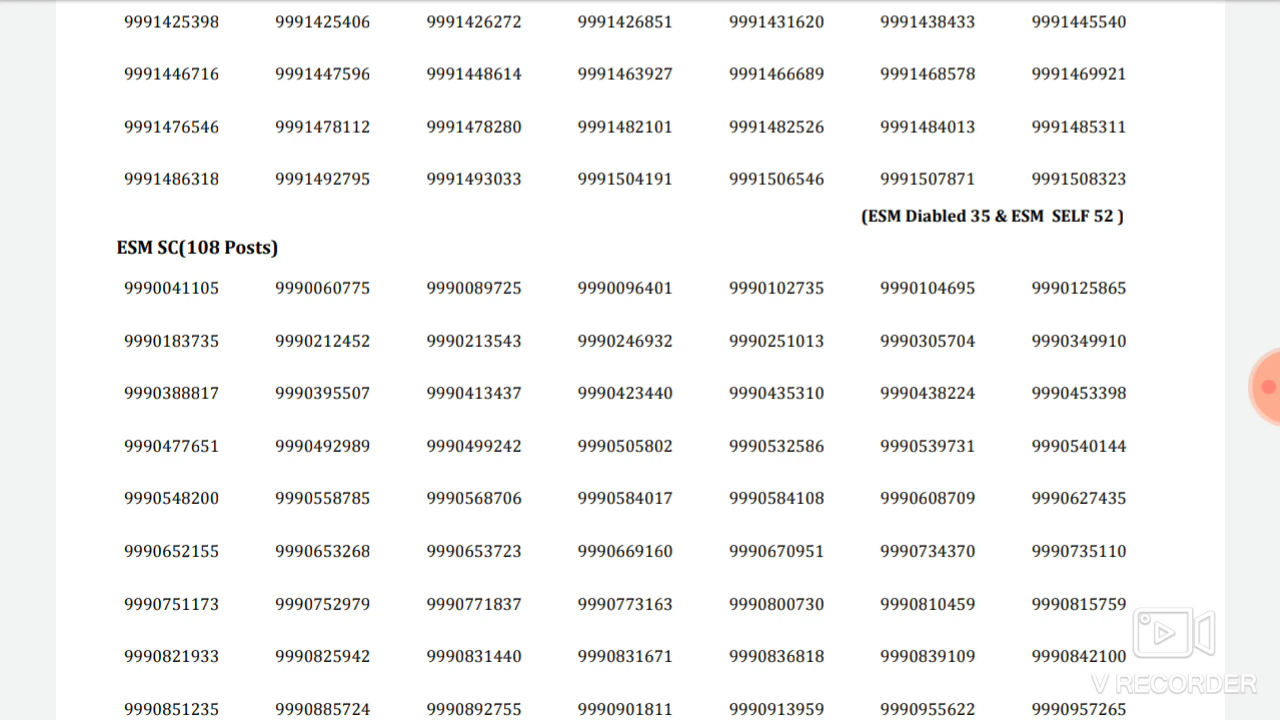 9991425398 9991425406 9991426272 9991426851 9991431620 9991438433 9991445540
9991446716 9991447596 9991448614 9991463927 9991466689 9991468578 9991469921
9991476546 9991478112 9991478280 9991482101 9991482526 9991484013 9991485311
9991486318 9991492795 9991493033 9991504191 9991506546 9991507871 9991508323
(ESM Diabled 35 & ESM SELF 52 )
ESM SC(108 Posts)
9990041105 9990060775 9990089725 9990096401 9990102735 9990104695 9990125865
9990183735 9990212452 9990213543 9990246932 9990251013 9990305704 9990349910
9990388817 9990395507 9990413437 9990423440 9990435310 9990438224 9990453398
9990477651 9990492989 9990499242 9990505802 9990532586 9990539731 9990540144
9990548200 9990558785 9990568706 9990584017 9990584108 9990608709 9990627435
9990652155 9990653268 9990653723 9990669160 9990670951 9990734370 9990735110
9990751173 9990752979 9990771837 9990773163 9990800730 9990810459 9990815759
9990821933 9990825942 9990831440 9990831671 9990836818 9990839109 9990842100
V RECORDER
9990851235 9990885724 9990892755 9990901811 9990913959 9990955622 9990957265